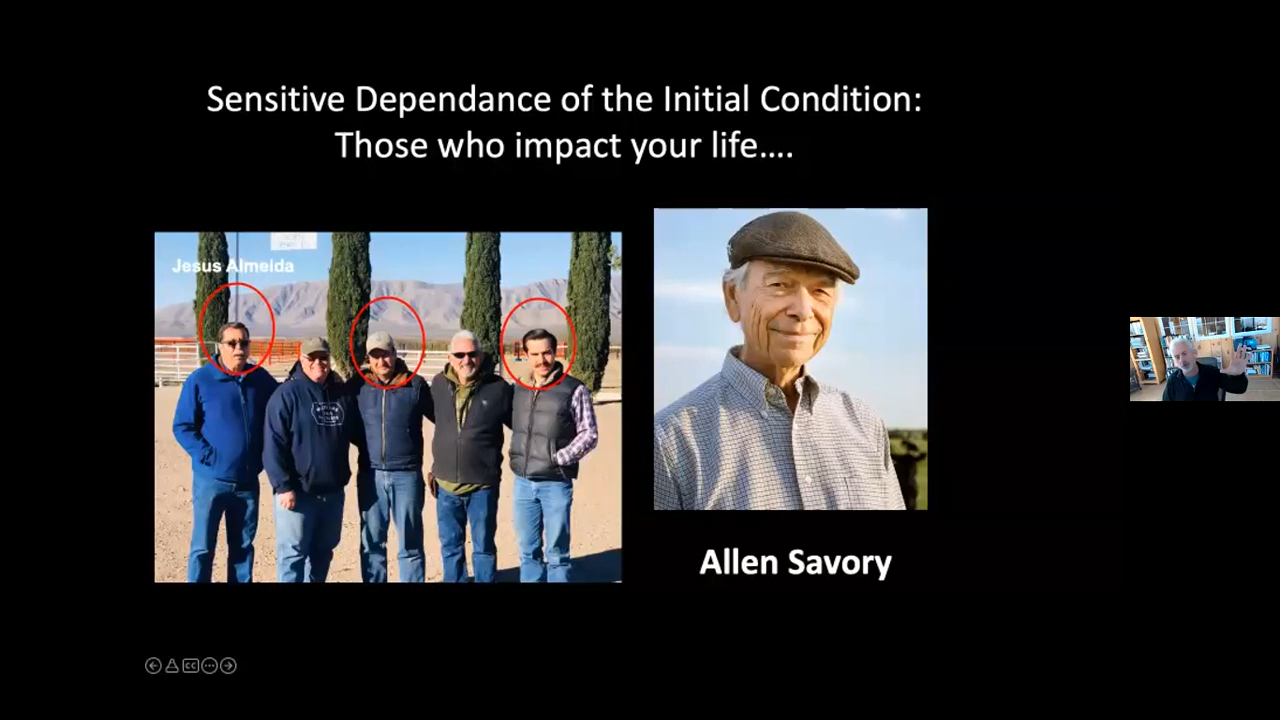 Sensitive Dependance of the Initial Condition:
Those who impact your life….
Jesus Almeida
Allen Savory